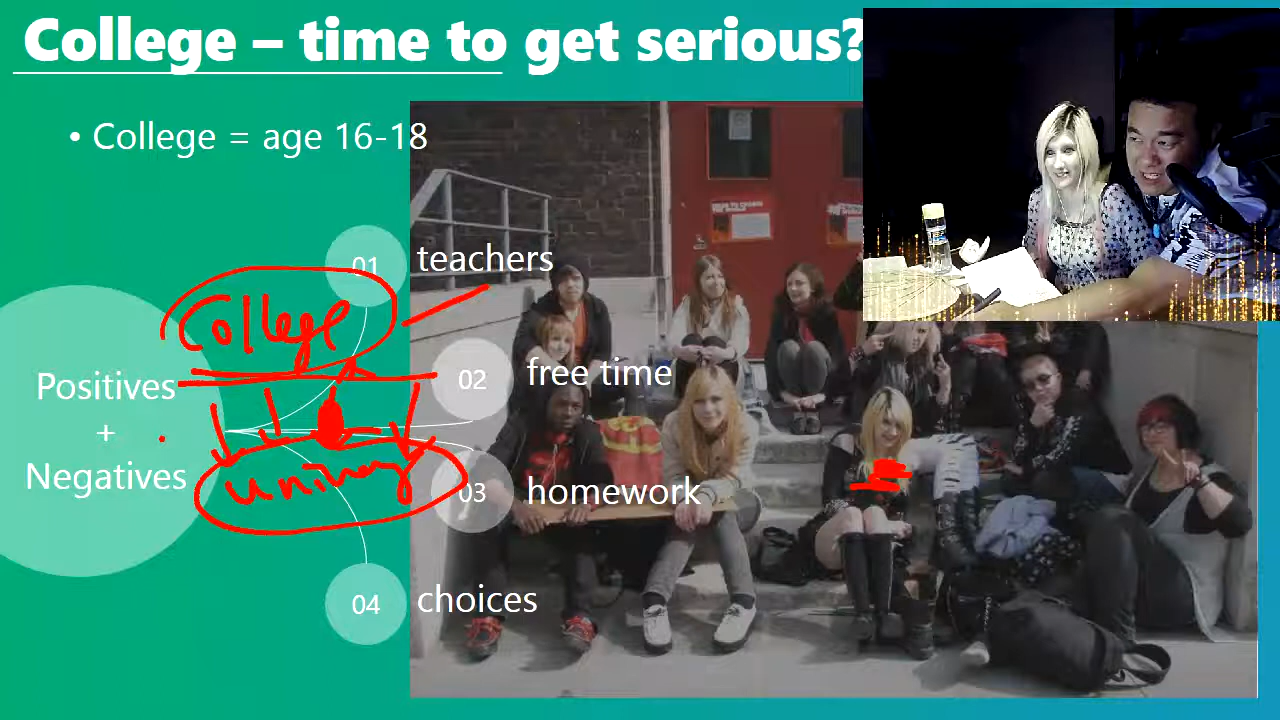 College – time to get serious?
• College = age 16-18
01 teachers
College
02 free time
Positives
+
Negatives
03 homework
04 choices